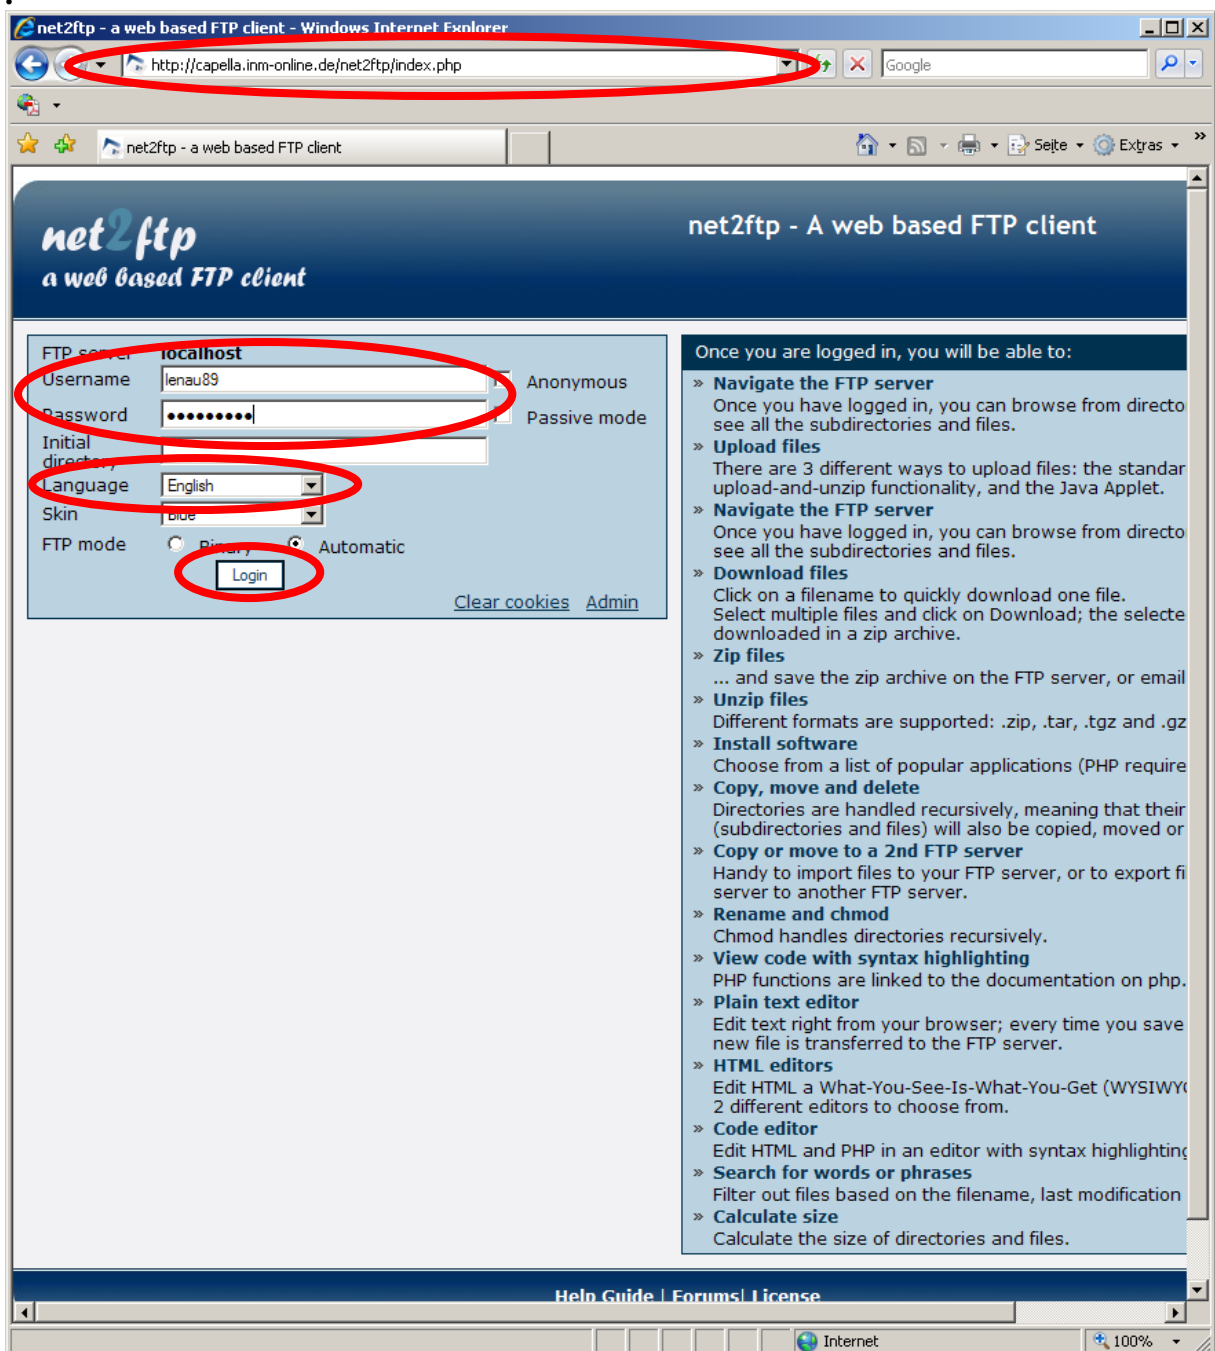 net2ftp - a web based FTP client - Windows Internet Explorer
http://capella.inm-online.de/net2ftp/index.php
Google
net2ftp - a web based FTP client
Seite
Extras
»
net2ftp
a web based FTP client
net2ftp - A web based FTP client
FTP server localhost
Username lenau89 Anonymous
Password ●●●●●●●●● Passive mode
Initial
directory
Language English
Skin Blue
FTP mode Binary Automatic
Login
Clear cookies Admin
Once you are logged in, you will be able to:
» Navigate the FTP server
Once you have logged in, you can browse from directo
see all the subdirectories and files.
» Upload files
There are 3 different ways to upload files: the standar
upload-and-unzip functionality, and the Java Applet.
» Navigate the FTP server
Once you have logged in, you can browse from directo
see all the subdirectories and files.
» Download files
Click on a filename to quickly download one file.
Select multiple files and click on Download; the selecte
downloaded in a zip archive.
» Zip files
... and save the zip archive on the FTP server, or email
» Unzip files
Different formats are supported: .zip, .tar, .tgz and .gz
» Install software
Choose from a list of popular applications (PHP require
» Copy, move and delete
Directories are handled recursively, meaning that their
(subdirectories and files) will also be copied, moved or
» Copy or move to a 2nd FTP server
Handy to import files to your FTP server, or to export fi
server to another FTP server.
» Rename and chmod
Chmod handles directories recursively.
» View code with syntax highlighting
PHP functions are linked to the documentation on php.
» Plain text editor
Edit text right from your browser; every time you save
new file is transferred to the FTP server.
» HTML editors
Edit HTML a What-You-See-Is-What-You-Get (WYSIWY
2 different editors to choose from.
» Code editor
Edit HTML and PHP in an editor with syntax highlighting
» Search for words or phrases
Filter out files based on the filename, last modification
» Calculate size
Calculate the size of directories and files.
Help Guide | Forums| License
Internet
100%